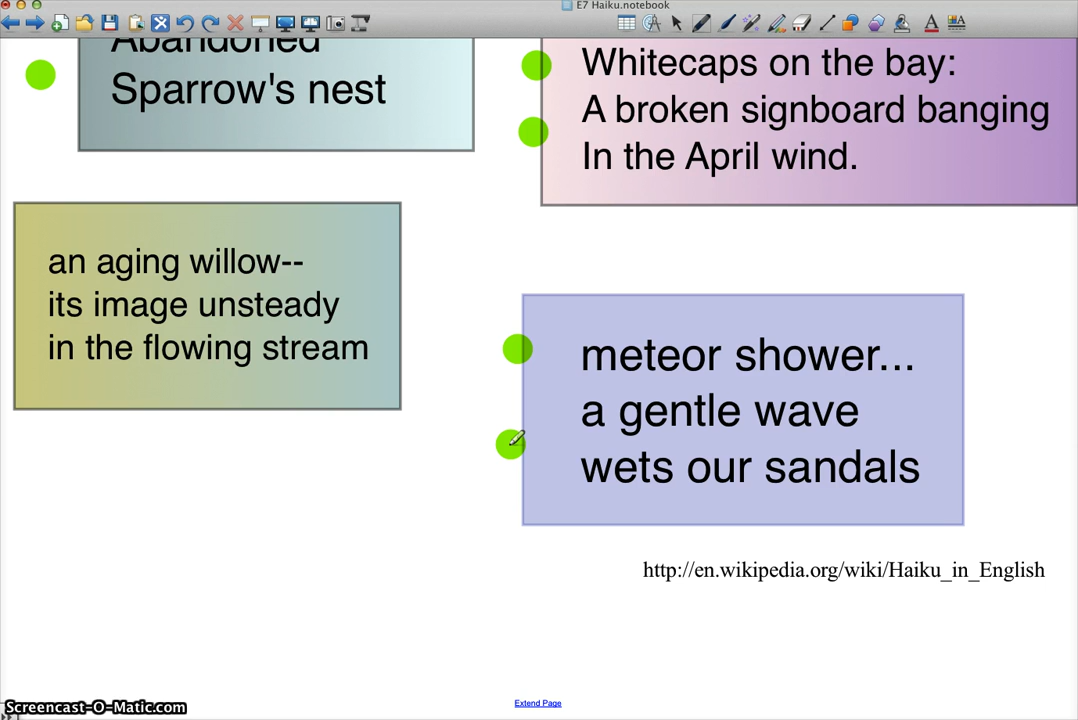 E7 Haiku.notebook
Abandoned
Sparrow's nest
Whitecaps on the bay:
A broken signboard banging
In the April wind.
an aging willow--
its image unsteady
in the flowing stream
meteor shower...
a gentle wave
wets our sandals
http://en.wikipedia.org/wiki/Haiku_in_English
Extend Page
Screencast-O-Matic.com